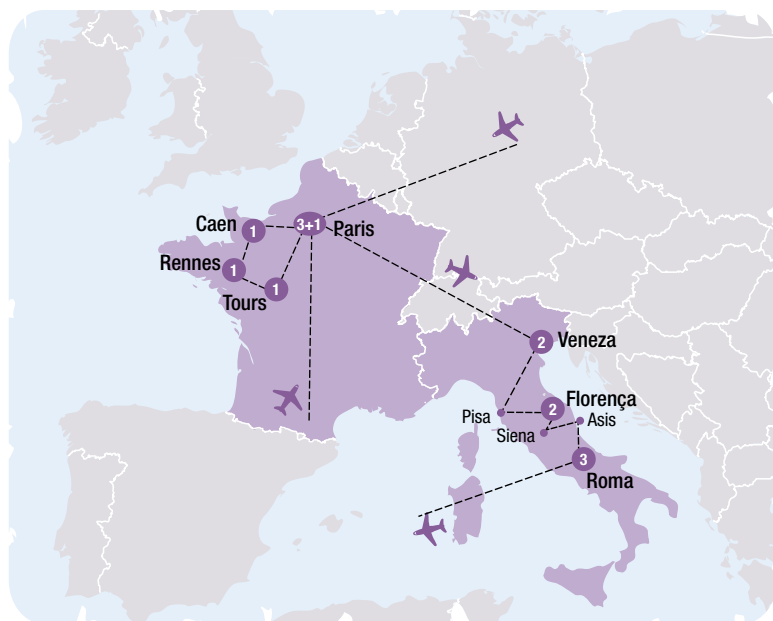 Caen
1
3+1
Paris
Rennes
1
1
Tours
2
Veneza
Florença
2
Pisa
Asis
Siena
3
Roma